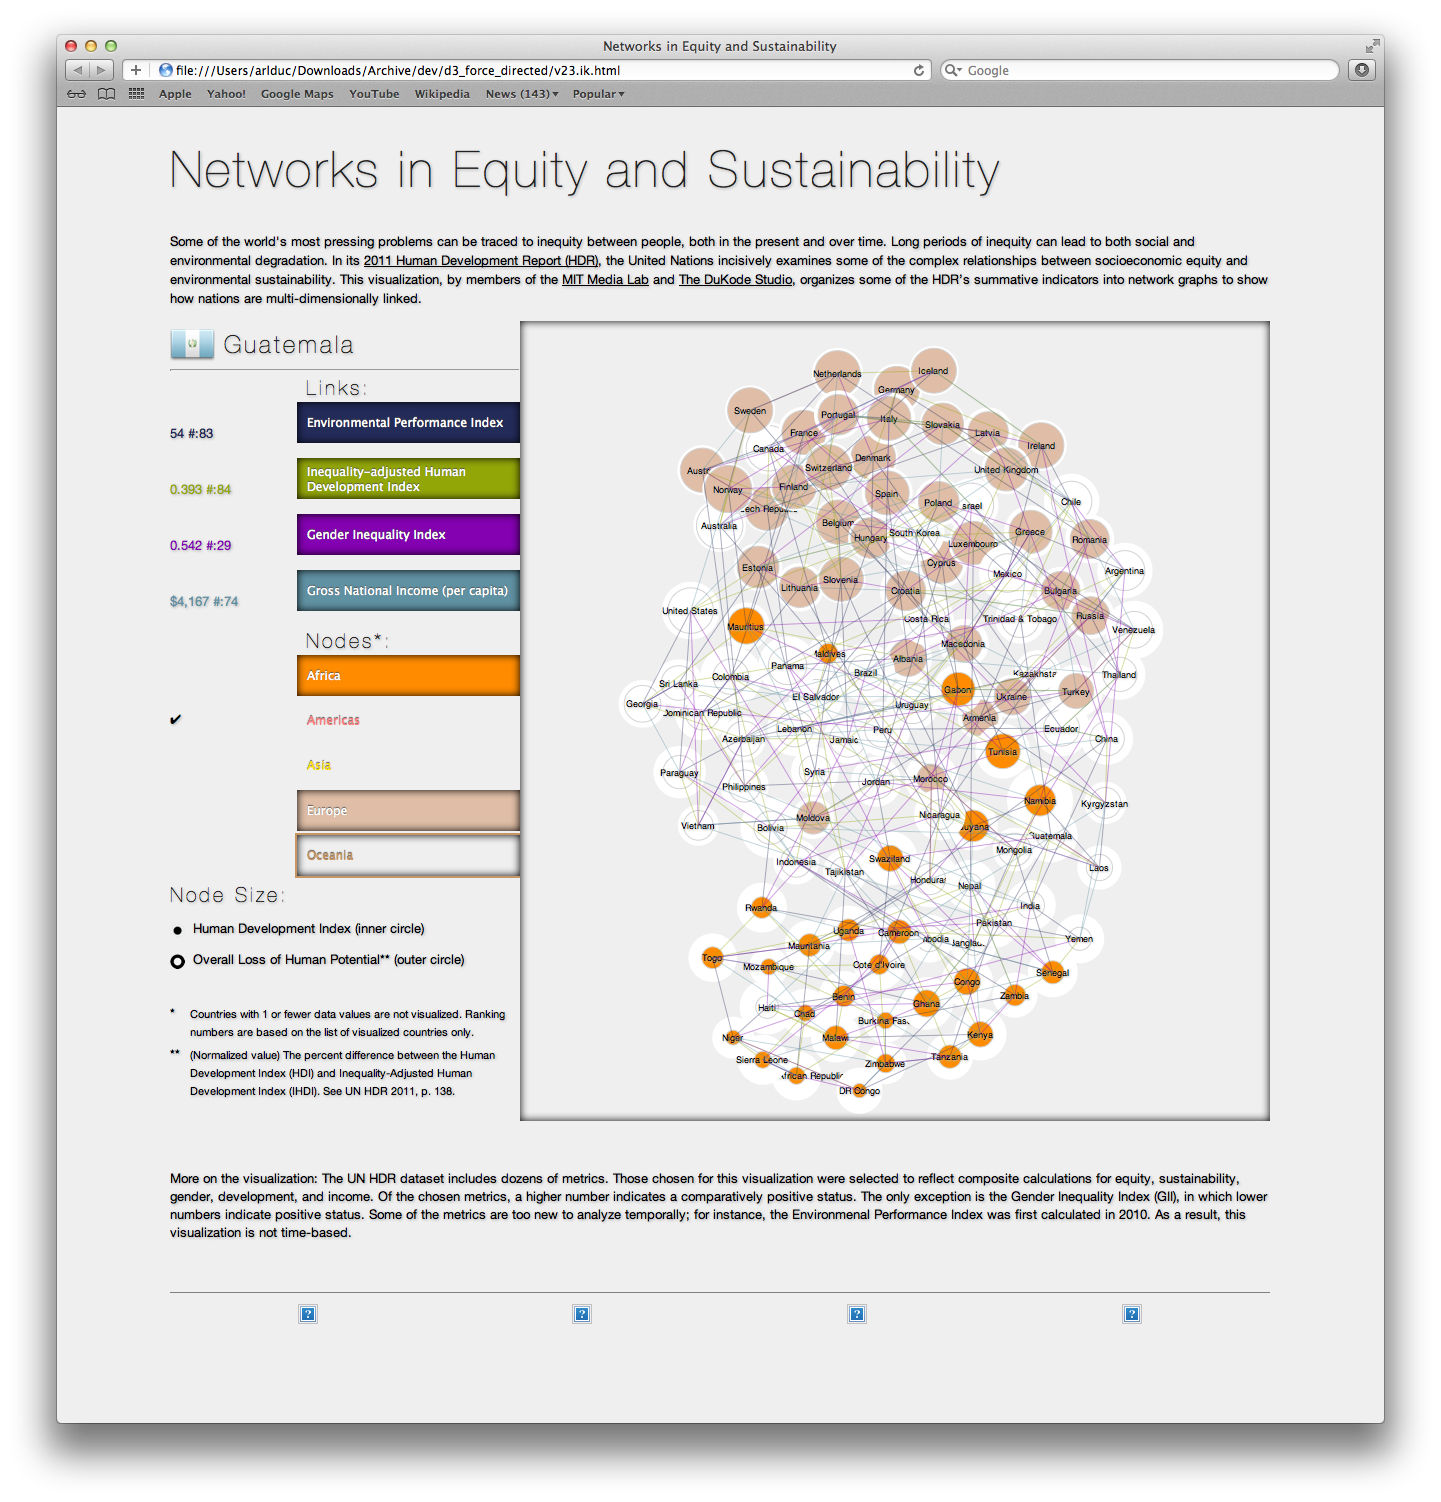 Networks in Equity and Sustainability
file:///Users/arlduc/Downloads/Archive/dev/d3_force_directed/v23.ik.html
Google
Apple Yahoo! Google Maps YouTube Wikipedia News (143) Popular
Networks in Equity and Sustainability
Some of the world's most pressing problems can be traced to inequity between people, both in the present and over time. Long periods of inequity can lead to both social and
environmental degradation. In its 2011 Human Development Report (HDR), the United Nations incisively examines some of the complex relationships between socioeconomic equity and
environmental sustainability. This visualization, by members of the MIT Media Lab and The DuKode Studio, organizes some of the HDR's summative indicators into network graphs to show
how nations are multi-dimensionally linked.
Guatemala
Links:
54 #:83
Environmental Performance Index
0.393 #:84
Inequality-adjusted Human
Development Index
0.542 #:29
Gender Inequality Index
$4,167 #:74
Gross National Income (per capita)
Nodes*:
Africa
✔
Americas
Asia
Europe
Oceania
Node Size:
Human Development Index (inner circle)
Overall Loss of Human Potential** (outer circle)
* Countries with 1 or fewer data values are not visualized. Ranking
numbers are based on the list of visualized countries only.
** (Normalized value) The percent difference between the Human
Development Index (HDI) and Inequality-Adjusted Human
Development Index (IHDI). See UN HDR 2011, p. 138.
Netherlands
Iceland
Germany
Sweden
Portugal
Italy
Slovakia
France
Latvia
Canada
Ireland
Denmark
Switzerland
United Kingdom
Norway
Finland
Spain
Poland
Chile
Australia
Belgium
Hungary
South Korea
Greece
Romania
Luxembourg
Estonia
Cyprus
Argentina
Mexico
Slovenia
Lithuania
Croatia
Bulgaria
United States
Costa Rica
Trinidad & Tobago
Russia
Mauritius
Venezuela
Macedonia
Maldives
Albania
Panama
Brazil
Colombia
Thailand
Sri Lanka
Gabon
El Salvador
Ukraine
Turkey
Georgia
Uruguay
Dominican Republic
Armenia
Lebanon
Peru
Ecuador
Azerbaijan
China
Tunisia
Paraguay
Syria
Jordan
Morocco
Philippines
Namibia
Kyrgyzstan
Nicaragua
Moldova
Vietnam
Bolivia
Guatemala
Mongolia
Swaziland
Indonesia
Laos
Tajikistan
Nepal
Rwanda
India
Pakistan
Uganda
Cameroon
Yemen
Mauritania
Togo
Mozambique
Cote d'Ivoire
Senegal
Congo
Benin
Zambia
Ghana
Haiti
Chad
Niger
Malawi
Kenya
Tanzania
Sierra Leone
Zimbabwe
DR Congo
More on the visualization: The UN HDR dataset includes dozens of metrics. Those chosen for this visualization were selected to reflect composite calculations for equity, sustainability,
gender, development, and income. Of the chosen metrics, a higher number indicates a comparatively positive status. The only exception is the Gender Inequality Index (GII), in which lower
numbers indicate positive status. Some of the metrics are too new to analyze temporally; for instance, the Environmenal Performance Index was first calculated in 2010. As a result, this
visualization is not time-based.